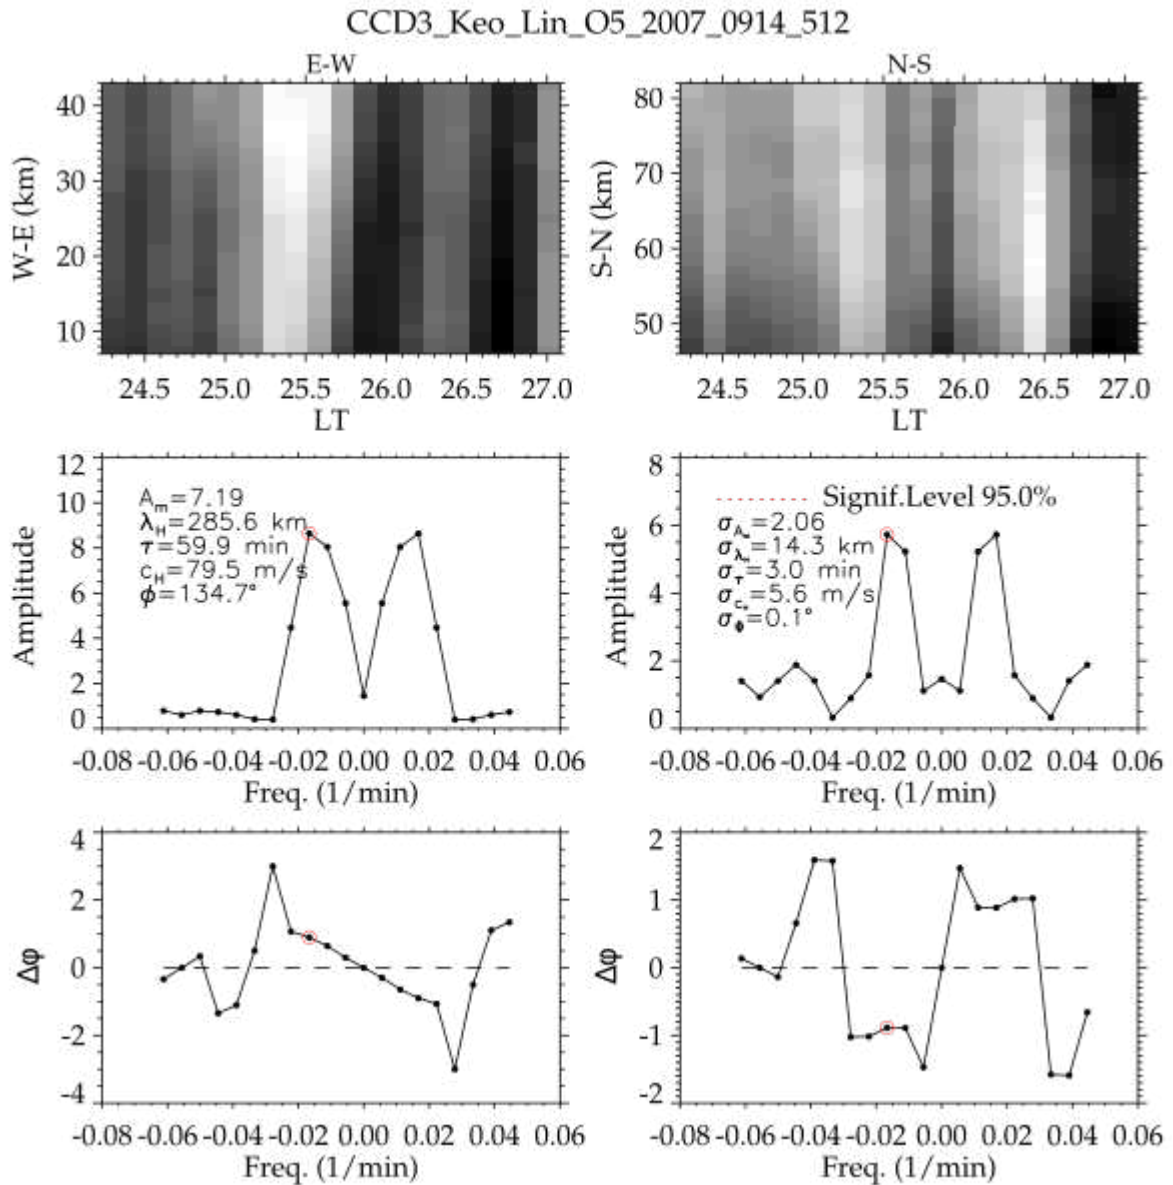 CCD3_Keo_Lin_O5_2007_0914_512
E-W
N-S
W-E (km)
40
30
20
10
24.5 25.0 25.5 26.0 26.5 27.0
LT
S-N (km)
80
70
60
50
24.5 25.0 25.5 26.0 26.5 27.0
LT
Amplitude
12
10
8
6
4
2
0
Aₘ=7.19
λ_H=285.6 km
τ=59.9 min
c_H=79.5 m/s
ϕ=134.7°
-0.08 -0.06 -0.04 -0.02 0.00 0.02 0.04 0.06
Freq. (1/min)
Amplitude
8
6
4
2
0
Signif.Level 95.0%
σ_Aₘ=2.06
σ_λ_H=14.3 km
σ_τ=3.0 min
σ_c_H=5.6 m/s
σ_ϕ=0.1°
-0.08 -0.06 -0.04 -0.02 0.00 0.02 0.04 0.06
Freq. (1/min)
Δφ
4
2
0
-2
-4
-0.08 -0.06 -0.04 -0.02 0.00 0.02 0.04 0.06
Freq. (1/min)
Δφ
2
1
0
-1
-2
-0.08 -0.06 -0.04 -0.02 0.00 0.02 0.04 0.06
Freq. (1/min)